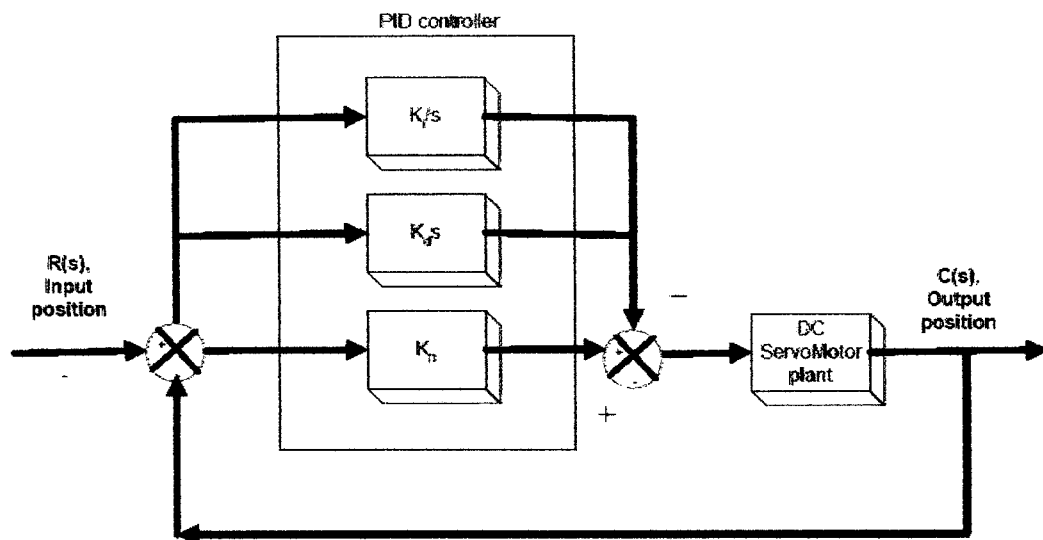 PID controller
Ki/s
Kds
R(s),
Input
position
Kp
C(s),
Output
position
DC
ServoMotor
plant
+
-
-
+
-
−
+